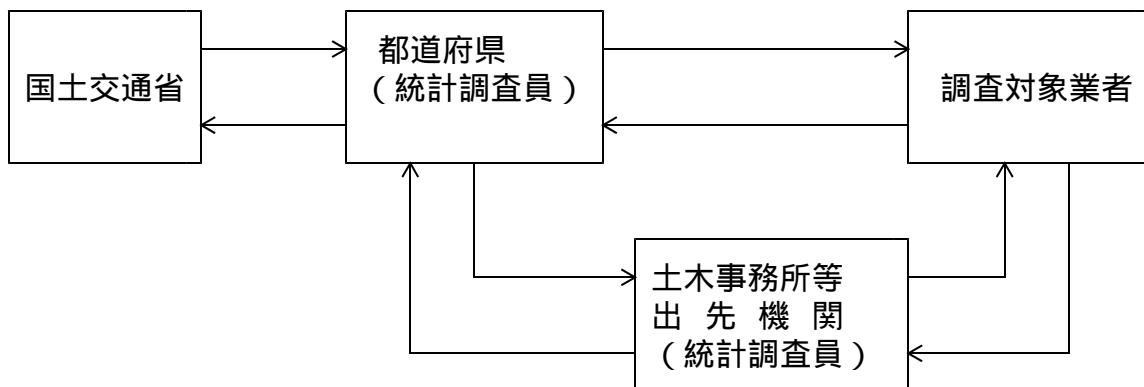 国土交通省
都道府県
（統計調査員）
調査対象業者
土木事務所等
出先機関
（統計調査員）